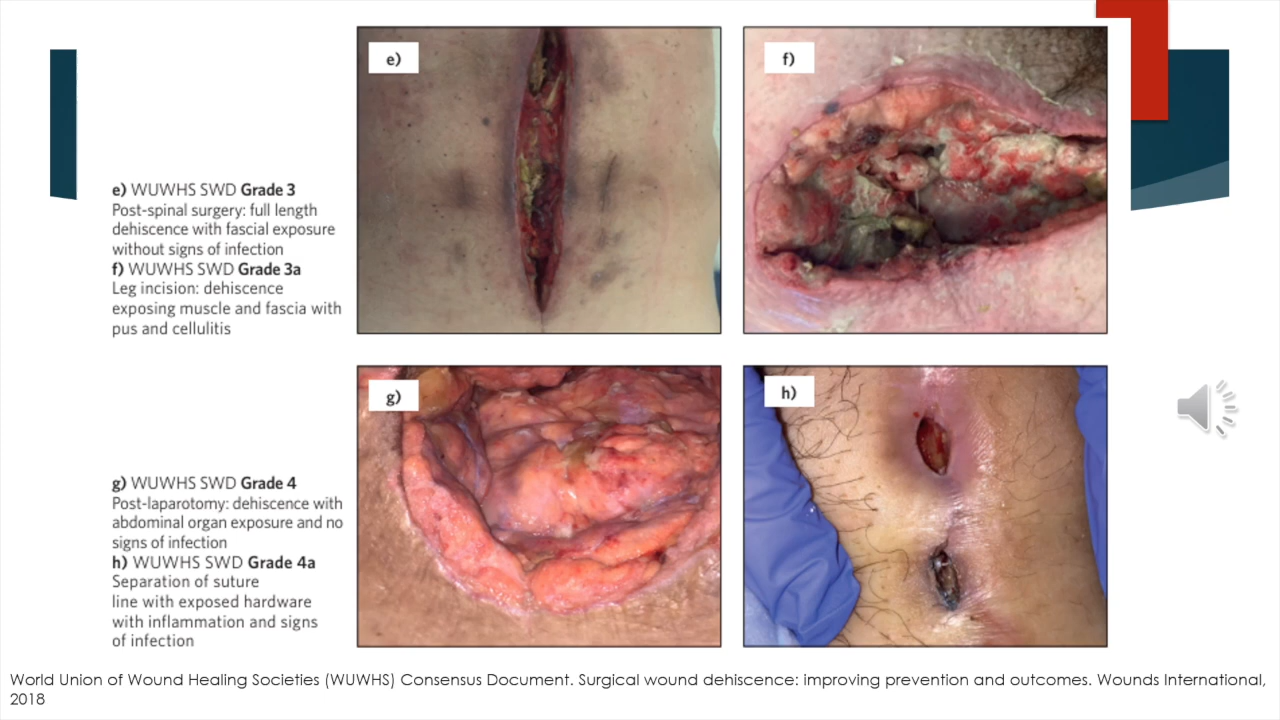 e)
f)
e) WUWHS SWD Grade 3
Post-spinal surgery: full length
dehiscence with fascial exposure
without signs of infection
f) WUWHS SWD Grade 3a
Leg incision: dehiscence
exposing muscle and fascia with
pus and cellulitis
g)
h)
g) WUWHS SWD Grade 4
Post-laparotomy: dehiscence with
abdominal organ exposure and no
signs of infection
h) WUWHS SWD Grade 4a
Separation of suture
line with exposed hardware
with inflammation and signs
of infection
World Union of Wound Healing Societies (WUWHS) Consensus Document. Surgical wound dehiscence: improving prevention and outcomes. Wounds International,
2018